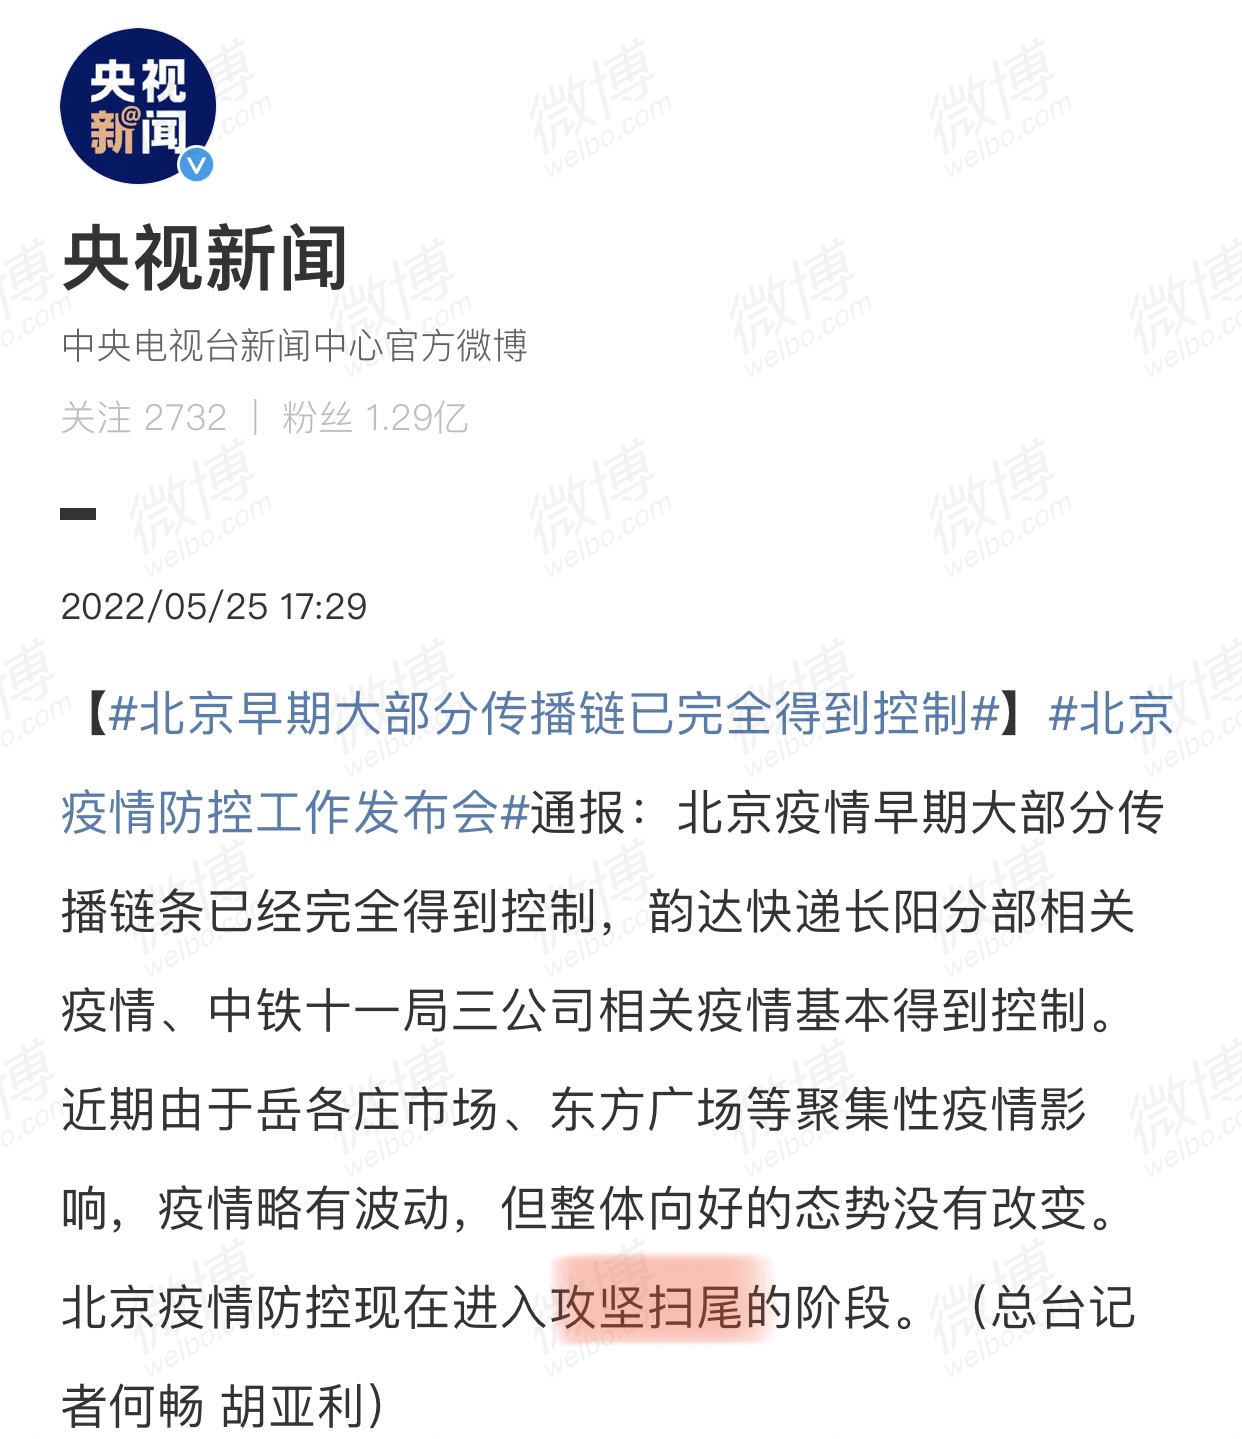 央视
新@闻
央视新闻
中央电视台新闻中心官方微博
关注 2732 | 粉丝 1.29亿
2022/05/25 17:29
【#北京早期大部分传播链已完全得到控制#】#北京
疫情防控工作发布会#通报：北京疫情早期大部分传
播链条已经完全得到控制，韵达快递长阳分部相关
疫情、中铁十一局三公司相关疫情基本得到控制。
近期由于岳各庄市场、东方广场等聚集性疫情影
响，疫情略有波动，但整体向好的态势没有改变。
北京疫情防控现在进入攻坚扫尾的阶段。（总台记
者何畅 胡亚利）
微博
weibo.com